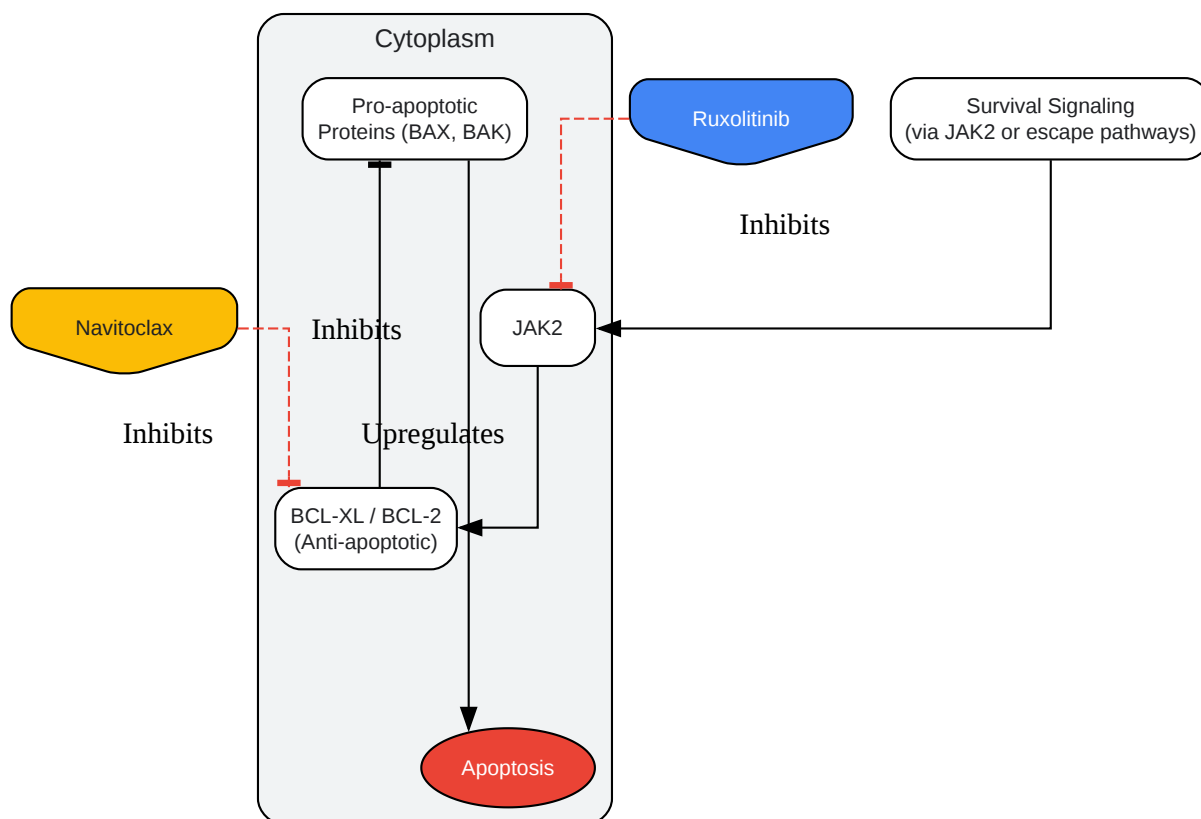 Cytoplasm
Pro-apoptotic
Proteins (BAX, BAK)
Ruxolitinib
Survival Signaling
(via JAK2 or escape pathways)
Inhibits
Navitoclax
Inhibits
JAK2
Inhibits
Upregulates
BCL-XL / BCL-2
(Anti-apoptotic)
Apoptosis